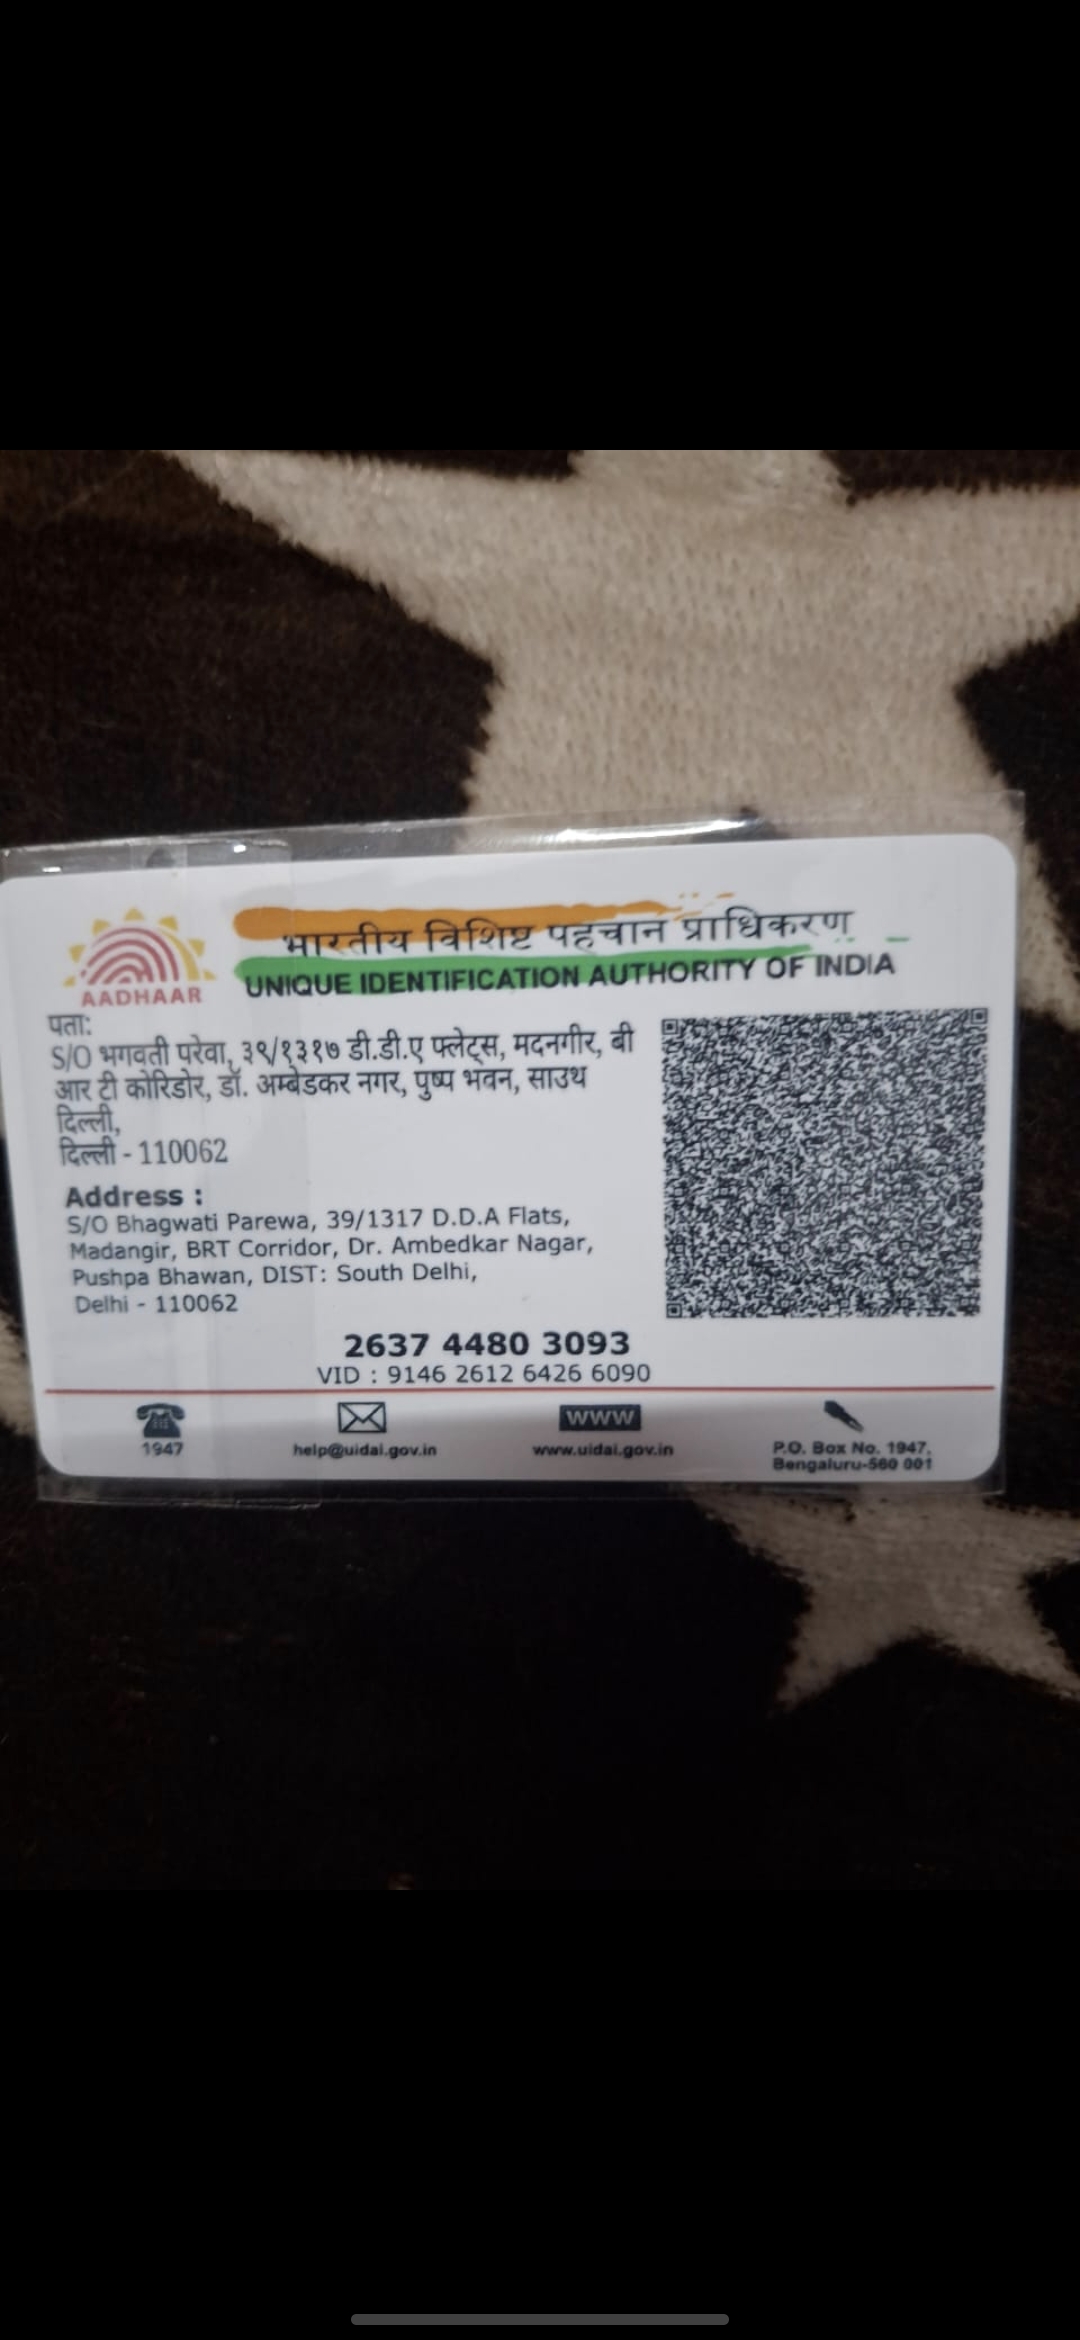 AADHAAR
भारतीय विशिष्ट पहचान प्राधिकरण
UNIQUE IDENTIFICATION AUTHORITY OF INDIA
पता:
S/O भगवती परेवा, ३९/१३१७ डी.डी.ए फ्लेट्स, मदनगीर, बी
आर टी कोरिडोर, डॉ. अम्बेडकर नगर, पुष्प भवन, साउथ
दिल्ली,
दिल्ली - 110062
Address :
S/O Bhagwati Parewa, 39/1317 D.D.A Flats,
Madangir, BRT Corridor, Dr. Ambedkar Nagar,
Pushpa Bhawan, DIST: South Delhi,
Delhi - 110062
2637 4480 3093
VID : 9146 2612 6426 6090
1947
help@uidai.gov.in
WWW
www.uidai.gov.in
P.O. Box No. 1947,
Bengaluru-560 001